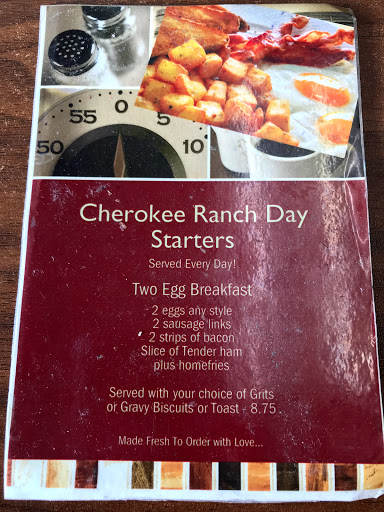 55 0 5
50 10
Cherokee Ranch Day
Starters
Served Every Day!
Two Egg Breakfast
2 eggs any style
2 sausage links
2 strips of bacon
Slice of Tender ham
plus homefries
Served with your choice of Grits
or Gravy Biscuits or Toast - 8.75
Made Fresh To Order with Love...